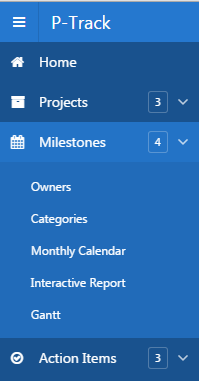 P-Track
Home
Projects 3
Milestones 4
Owners
Categories
Monthly Calendar
Interactive Report
Gantt
Action Items 3